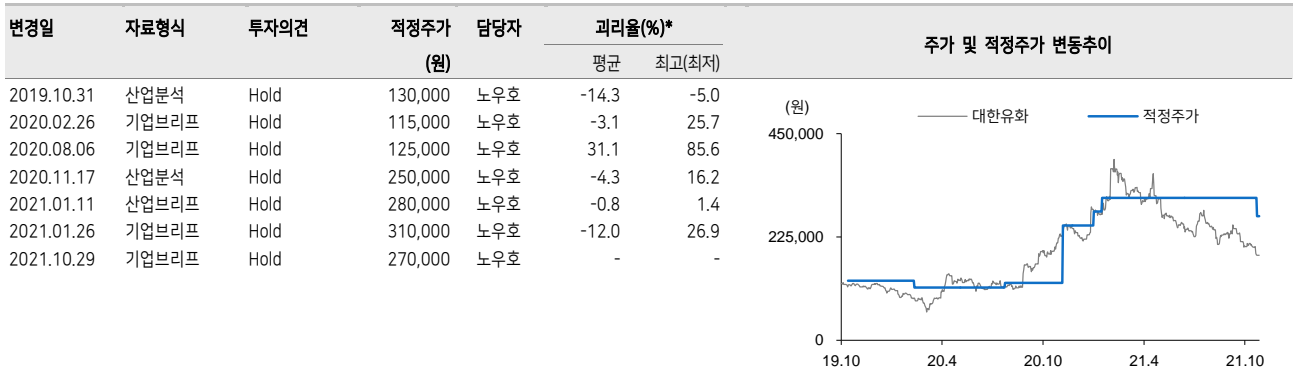 변경일 자료형식 투자의견 적정주가 담당자 괴리율(%)*
(원) 평균 최고(최저)
2019.10.31 산업분석 Hold 130,000 노우호 -14.3 -5.0
2020.02.26 기업브리프 Hold 115,000 노우호 -3.1 25.7
2020.08.06 기업브리프 Hold 125,000 노우호 31.1 85.6
2020.11.17 산업분석 Hold 250,000 노우호 -4.3 16.2
2021.01.11 산업브리프 Hold 280,000 노우호 -0.8 1.4
2021.01.26 기업브리프 Hold 310,000 노우호 -12.0 26.9
2021.10.29 기업브리프 Hold 270,000 노우호 - -
주가 및 적정주가 변동추이
(원) 대한유화 적정주가
450,000
225,000
0
19.10 20.4 20.10 21.4 21.10